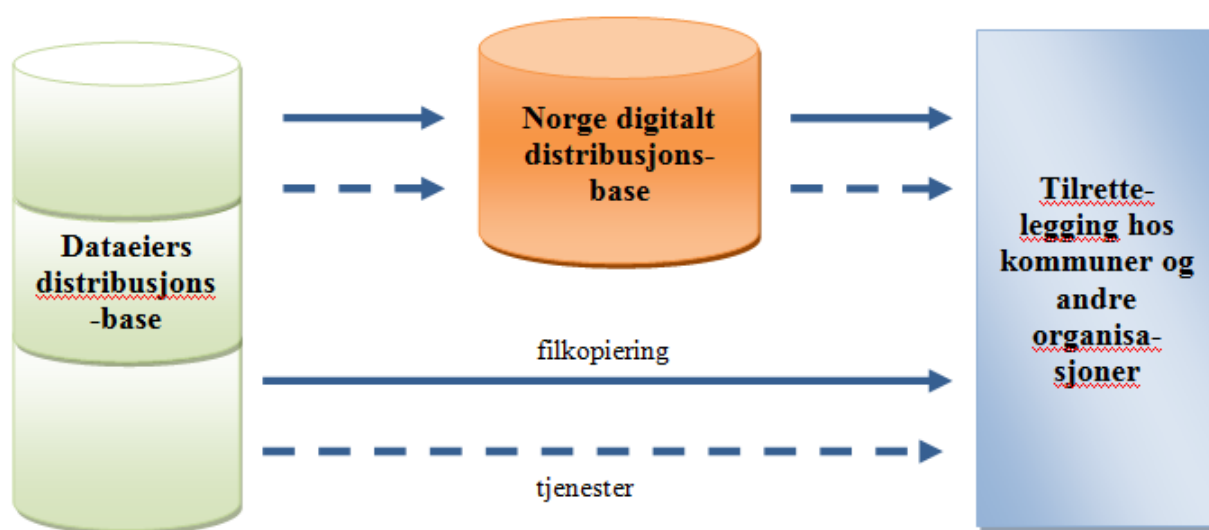 Dataeiers
distribusjons
-base
Norge digitalt
distribusjons-
base
filkopiering
tjenester
Tilrette-
legging hos
kommuner og
andre
organisa-
sjoner